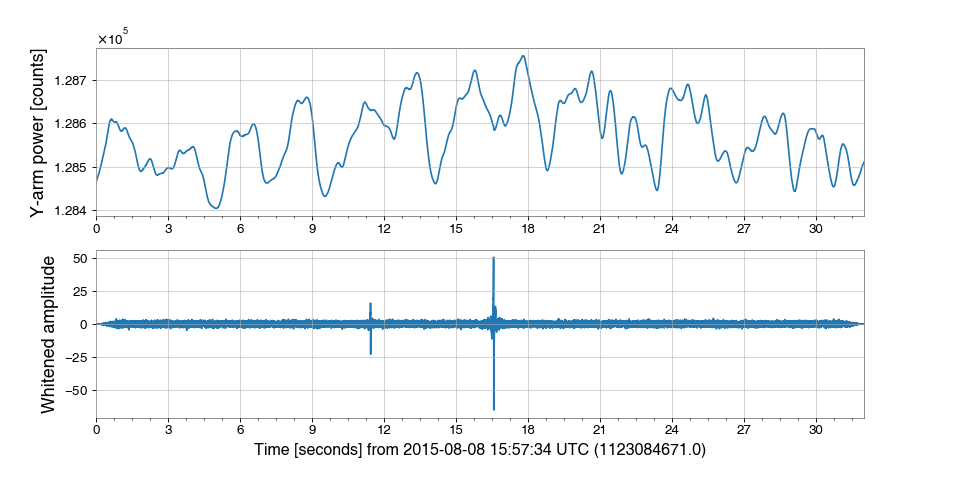 ×10⁵
Y-arm power [counts]
1.287
1.286
1.285
1.284
0 3 6 9 12 15 18 21 24 27 30
Whitened amplitude
50
25
0
−25
−50
0 3 6 9 12 15 18 21 24 27 30
Time [seconds] from 2015-08-08 15:57:34 UTC (1123084671.0)